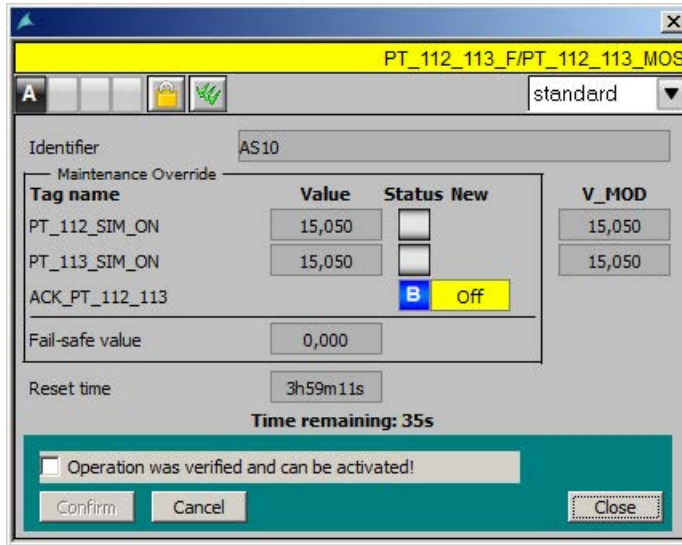 PT_112_113_F/PT_112_113_MOS
A standard
Identifier AS10
Maintenance Override
Tag name Value Status New V_MOD
PT_112_SIM_ON 15,050 15,050
PT_113_SIM_ON 15,050 15,050
ACK_PT_112_113 B Off
Fail-safe value 0,000
Reset time 3h59m11s
Time remaining: 35s
Operation was verified and can be activated!
Confirm Cancel Close